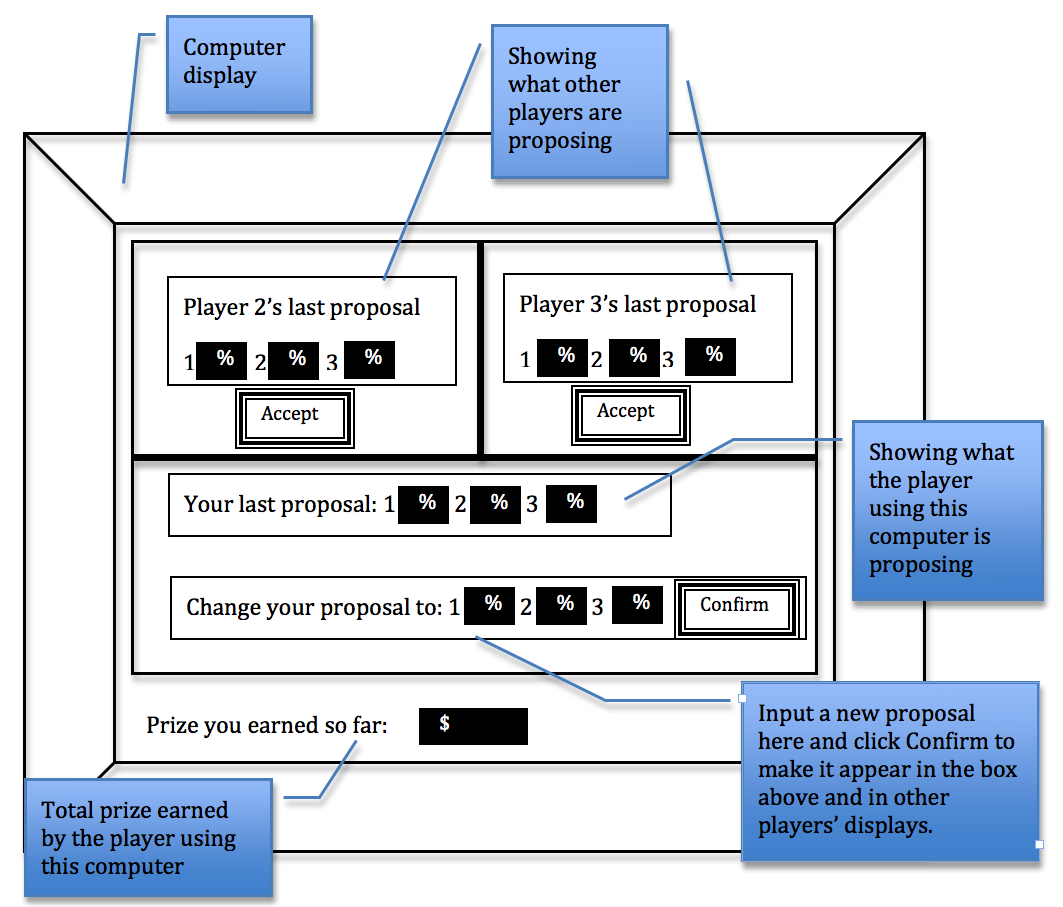 Computer
display
Showing
what other
players are
proposing
Player 2's last proposal
1 % 2 % 3 %
Accept
Player 3's last proposal
1 % 2 % 3 %
Accept
Your last proposal: 1 % 2 % 3 %
Showing what
the player
using this
computer is
proposing
Change your proposal to: 1 % 2 % 3 % Confirm
Input a new proposal
here and click Confirm to
make it appear in the box
above and in other
players' displays.
Prize you earned so far: $
Total prize earned
by the player using
this computer